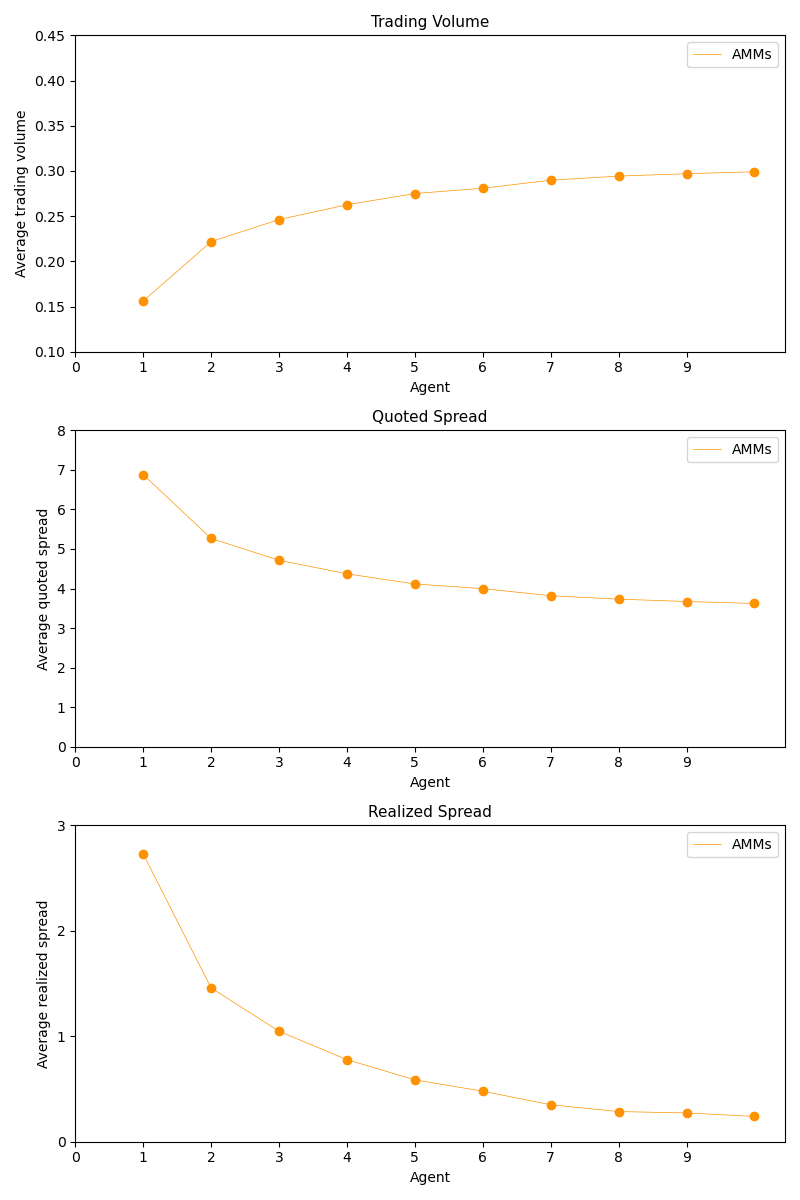 Trading Volume
0.45
0.40
0.35
0.30
0.25
0.20
0.15
0.10
Average trading volume
AMMs
0 1 2 3 4 5 6 7 8 9
Agent
Quoted Spread
8
7
6
5
4
3
2
1
0
Average quoted spread
AMMs
0 1 2 3 4 5 6 7 8 9
Agent
Realized Spread
3
2
1
0
Average realized spread
AMMs
0 1 2 3 4 5 6 7 8 9
Agent